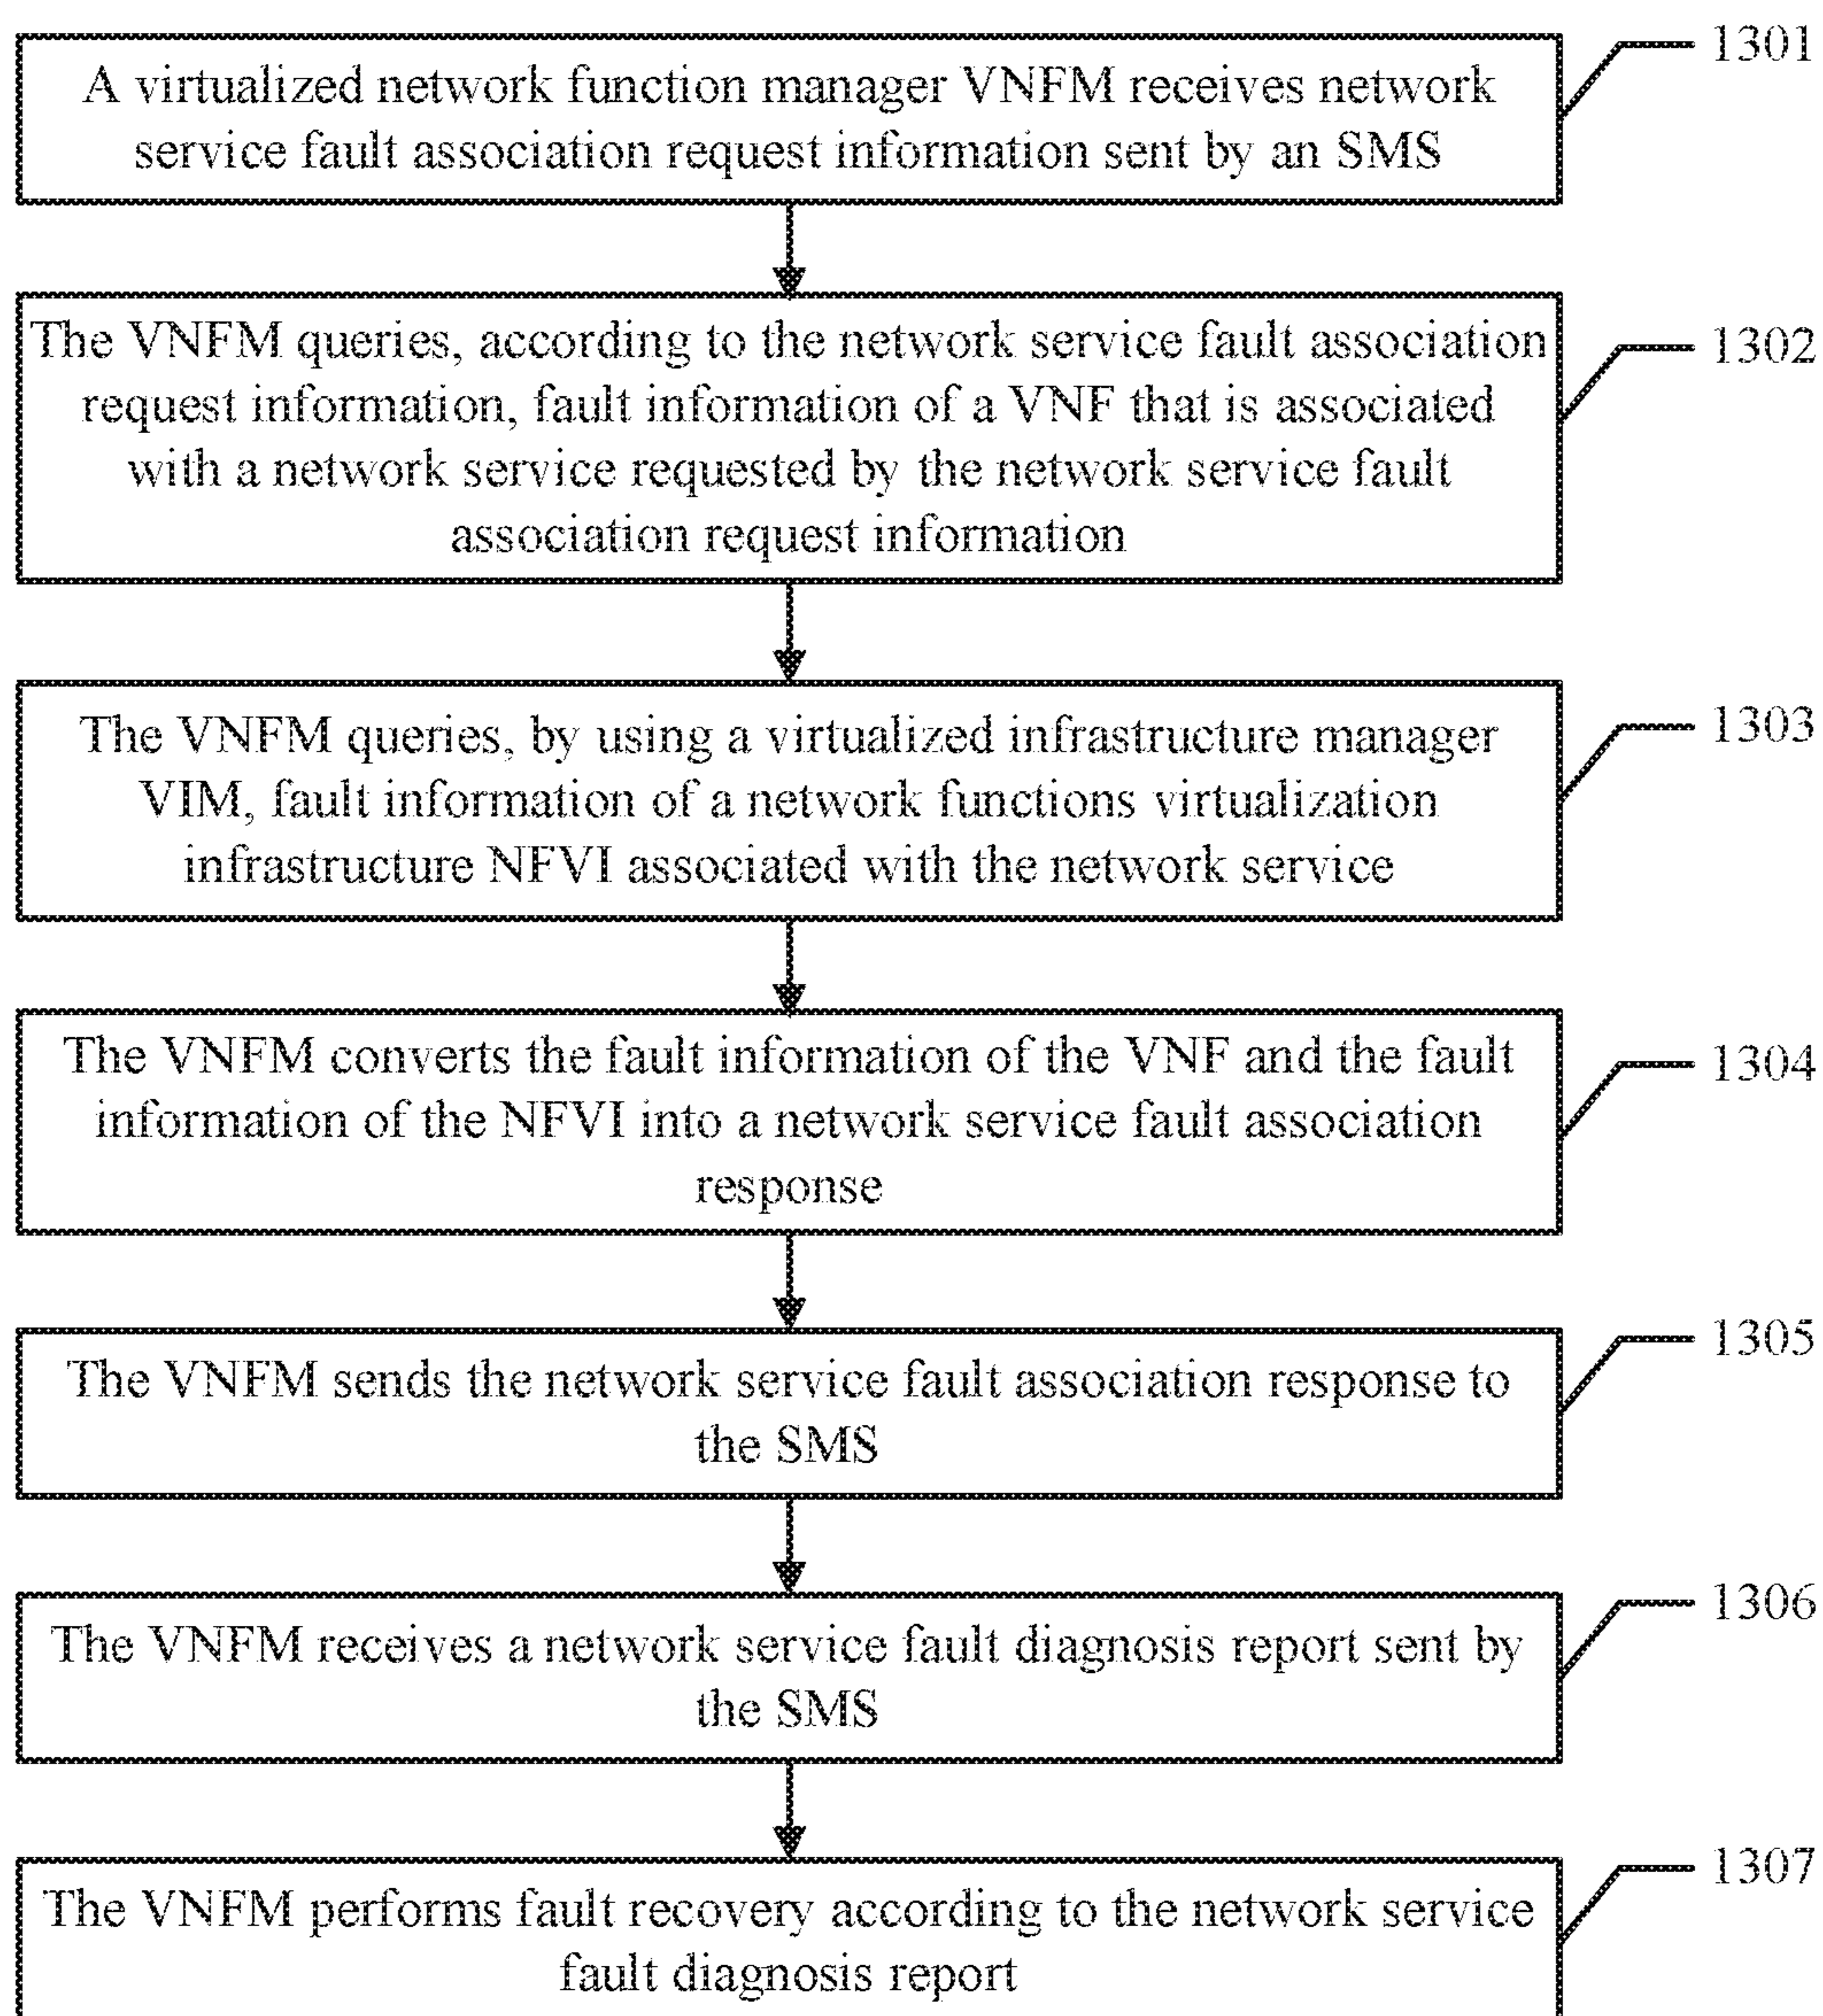 A virtualized network function manager VNFM receives network
service fault association request information sent by an SMS
1301
The VNFM queries, according to the network service fault association
request information, fault information of a VNF that is associated
with a network service requested by the network service fault
association request information
1302
The VNFM queries, by using a virtualized infrastructure manager
VIM, fault information of a network functions virtualization
infrastructure NFVI associated with the network service
1303
The VNFM converts the fault information of the VNF and the fault
information of the NFVI into a network service fault association
response
1304
The VNFM sends the network service fault association response to
the SMS
1305
The VNFM receives a network service fault diagnosis report sent by
the SMS
1306
The VNFM performs fault recovery according to the network service
fault diagnosis report
1307